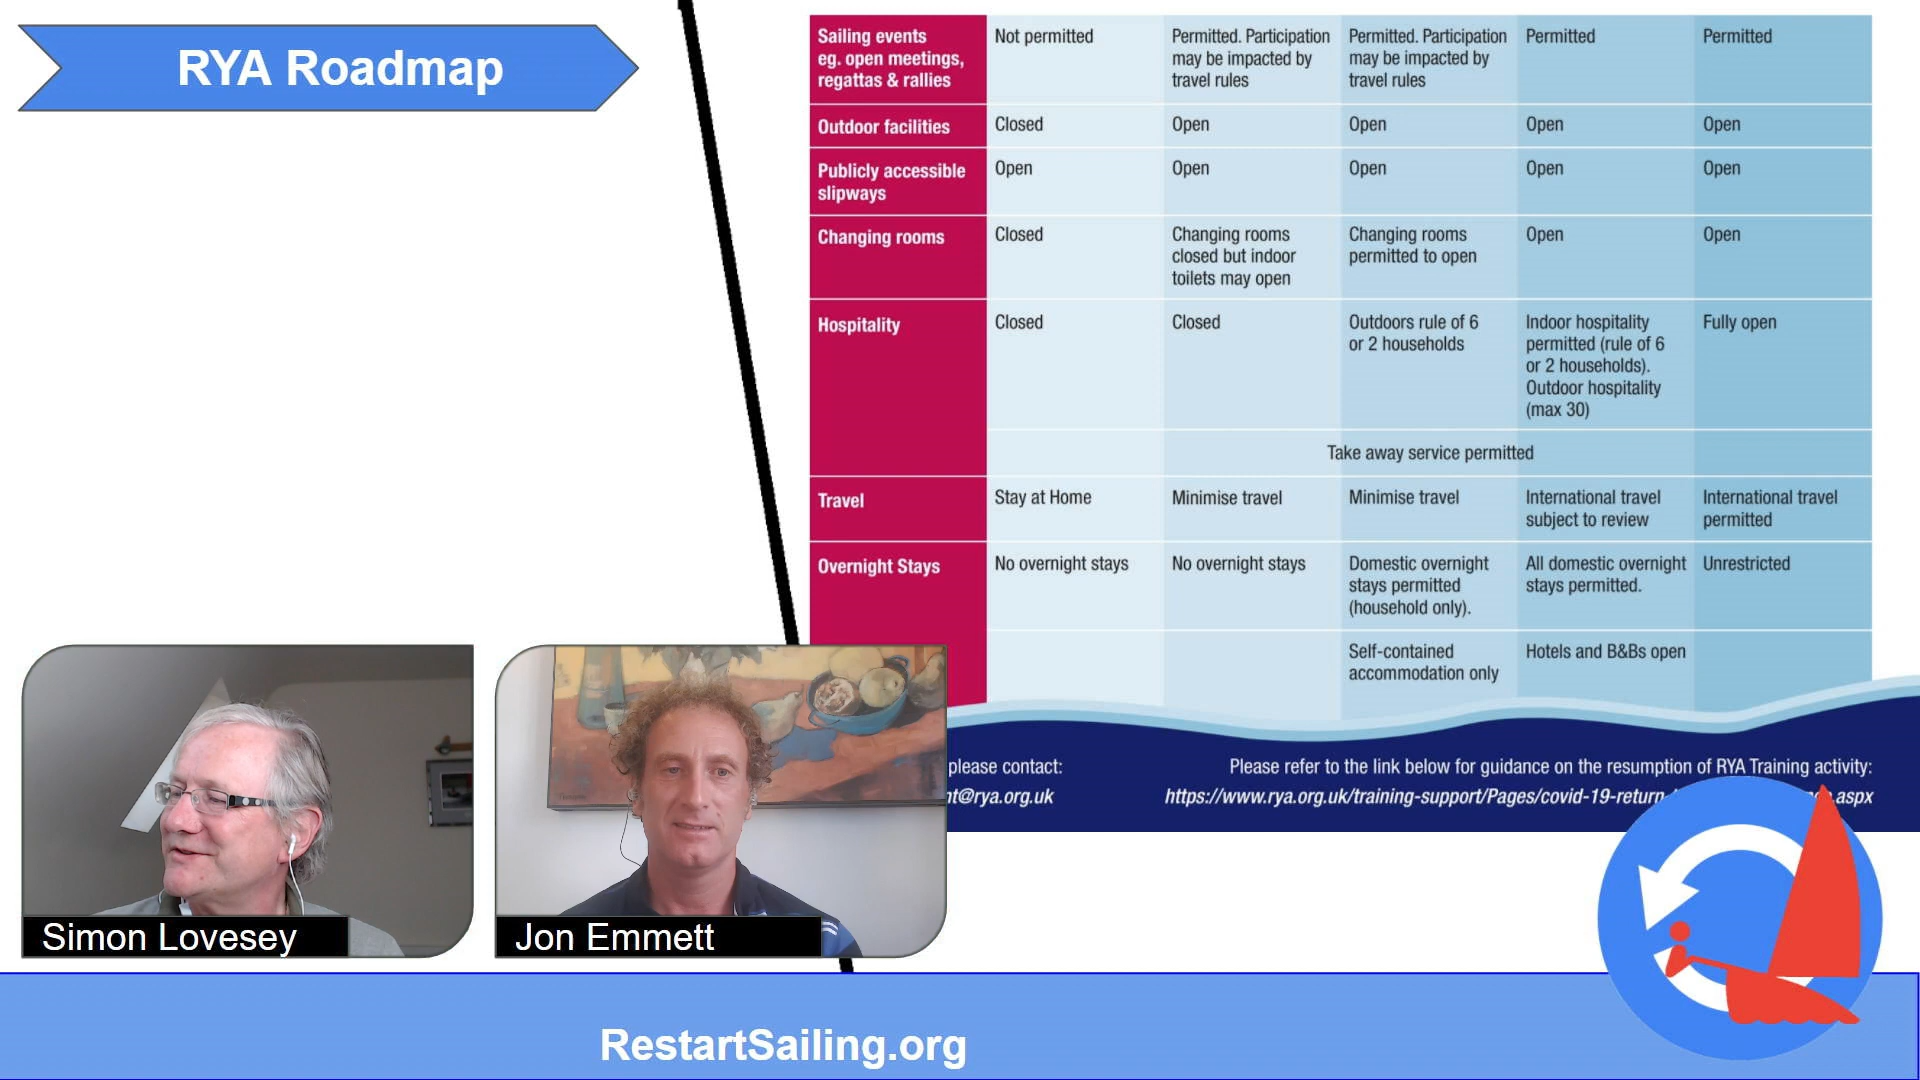 RYA Roadmap
Sailing events
eg. open meetings,
regattas & rallies
Not permitted
Permitted. Participation
may be impacted by
travel rules
Permitted. Participation
may be impacted by
travel rules
Permitted
Permitted
Outdoor facilities
Closed
Open
Open
Open
Open
Publicly accessible
slipways
Open
Open
Open
Open
Open
Changing rooms
Closed
Changing rooms
closed but indoor
toilets may open
Changing rooms
permitted to open
Open
Open
Hospitality
Closed
Closed
Outdoors rule of 6
or 2 households
Indoor hospitality
permitted (rule of 6
or 2 households).
Outdoor hospitality
(max 30)
Fully open
Take away service permitted
Travel
Stay at Home
Minimise travel
Minimise travel
International travel
subject to review
International travel
permitted
Overnight Stays
No overnight stays
No overnight stays
Domestic overnight
stays permitted
(household only).
All domestic overnight
stays permitted.
Unrestricted
Self-contained
accommodation only
Hotels and B&Bs open
please contact:
nt@rya.org.uk
Please refer to the link below for guidance on the resumption of RYA Training activity:
https://www.rya.org.uk/training-support/Pages/covid-19-return- .aspx
Simon Lovesey
Jon Emmett
RestartSailing.org